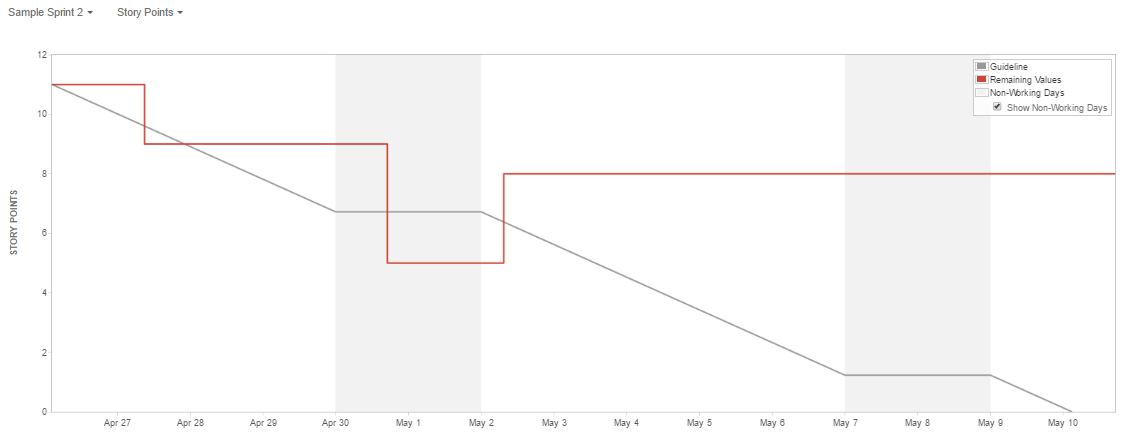 Sample Sprint 2 Story Points
12
Guideline
Remaining Values
Non-Working Days
Show Non-Working Days
10
8
STORY POINTS
6
4
2
0
Apr 27 Apr 28 Apr 29 Apr 30 May 1 May 2 May 3 May 4 May 5 May 6 May 7 May 8 May 9 May 10